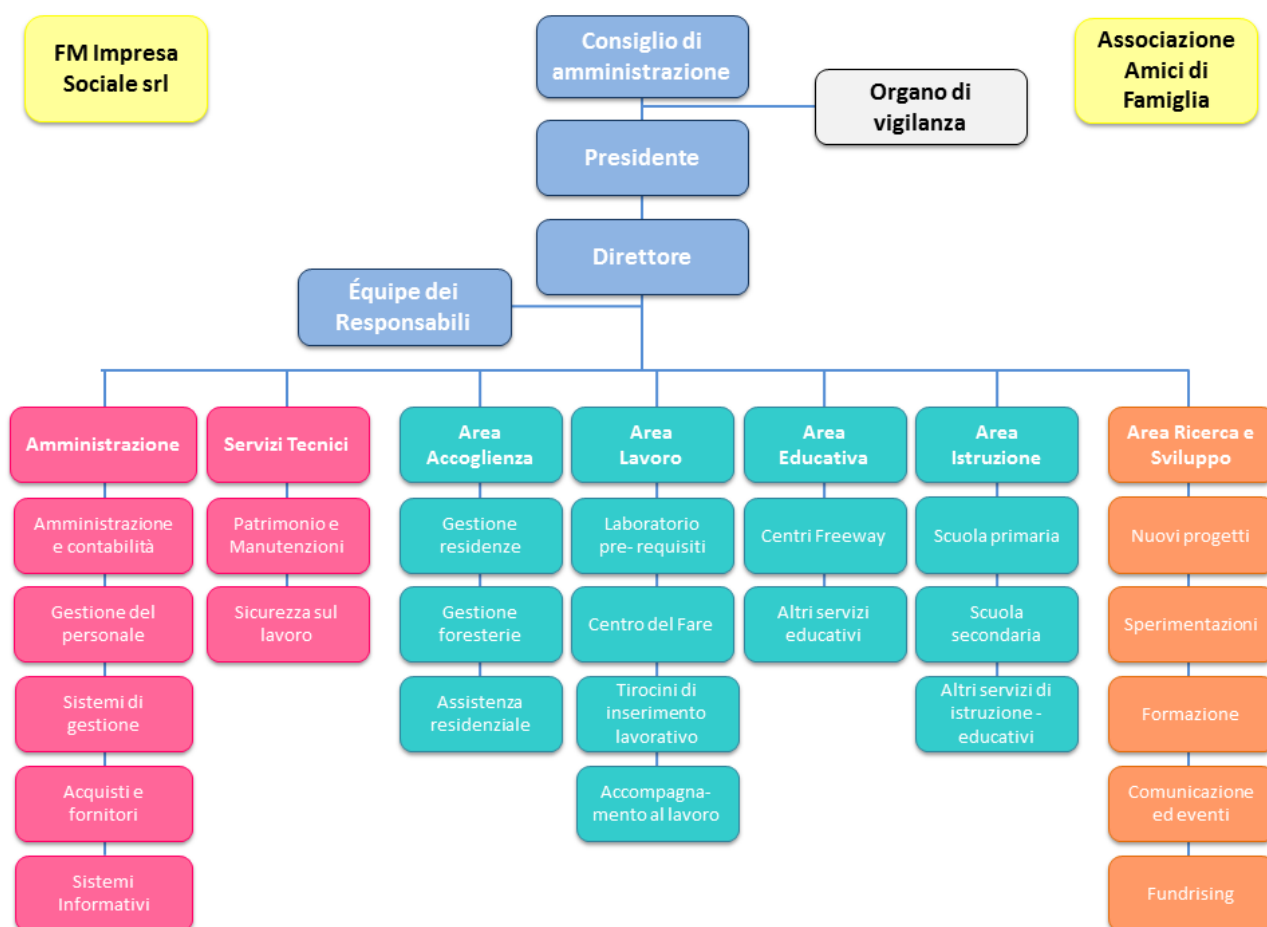 FM Impresa
Sociale srl
Consiglio di
amministrazione
Associazione
Amici di
Famiglia
Organo di
vigilanza
Presidente
Direttore
Équipe dei
Responsabili
Amministrazione
Servizi Tecnici
Area
Accoglienza
Area
Lavoro
Area
Educativa
Area
Istruzione
Area Ricerca e
Sviluppo
Amministrazione
e contabilità
Patrimonio e
Manutenzioni
Gestione
residenze
Laboratorio
pre- requisiti
Centri Freeway
Scuola primaria
Nuovi progetti
Gestione del
personale
Sicurezza sul
lavoro
Gestione
foresterie
Centro del Fare
Altri servizi
educativi
Scuola
secondaria
Sperimentazioni
Sistemi di
gestione
Assistenza
residenziale
Tirocini di
inserimento
lavorativo
Altri servizi di
istruzione -
educativi
Formazione
Acquisti e
fornitori
Accompagna-
mento al lavoro
Comunicazione
ed eventi
Sistemi
Informativi
Fundrising